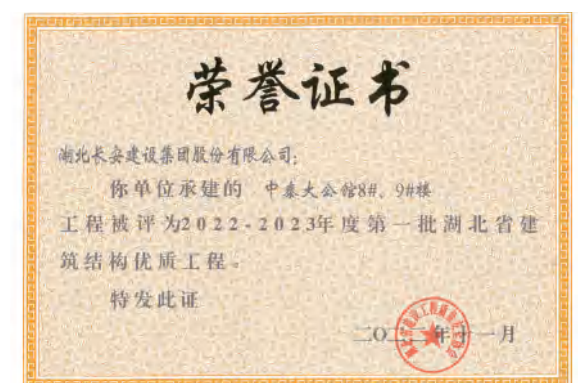 荣誉证书
湖北长安建设集团股份有限公司:
你单位承建的 中泰大公馆8#、9#楼
工程被评为2022-2023年度第一批湖北省建
筑结构优质工程。
特发此证
二〇二二年十一月